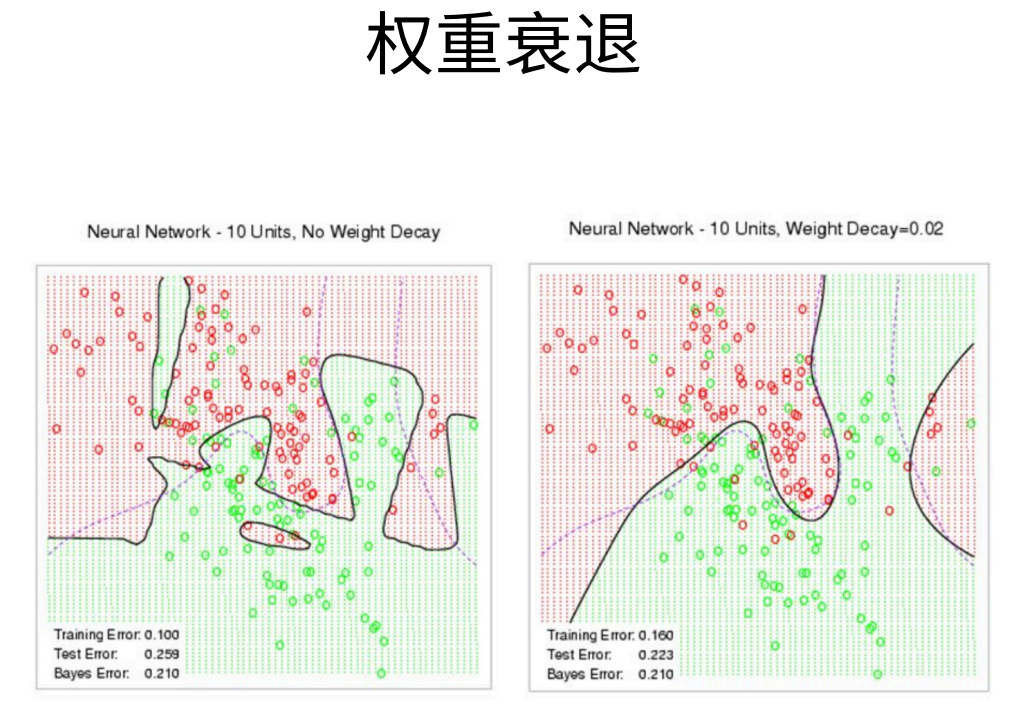 权重衰退
Neural Network - 10 Units, No Weight Decay
Training Error: 0.100
Test Error: 0.259
Bayes Error: 0.210
Neural Network - 10 Units, Weight Decay=0.02
Training Error: 0.160
Test Error: 0.223
Bayes Error: 0.210